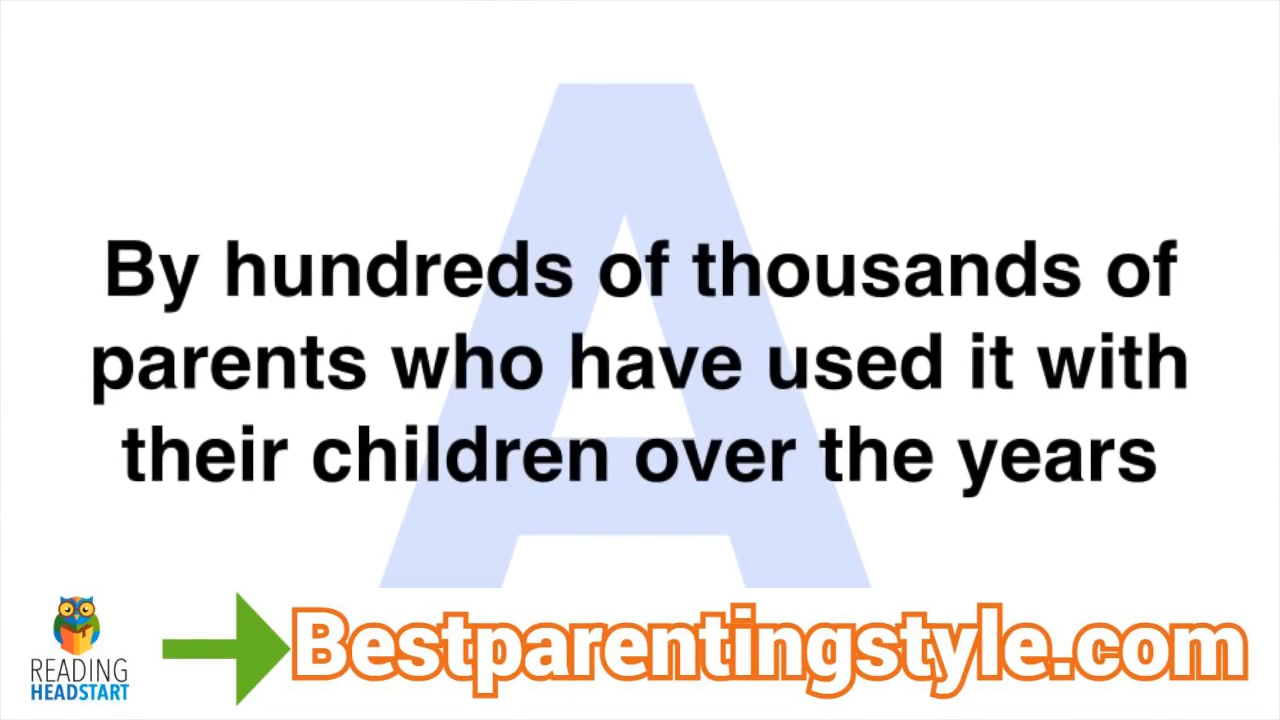 By hundreds of thousands of
parents who have used it with
their children over the years
A
READING
HEADSTART
Bestparentingstyle.com